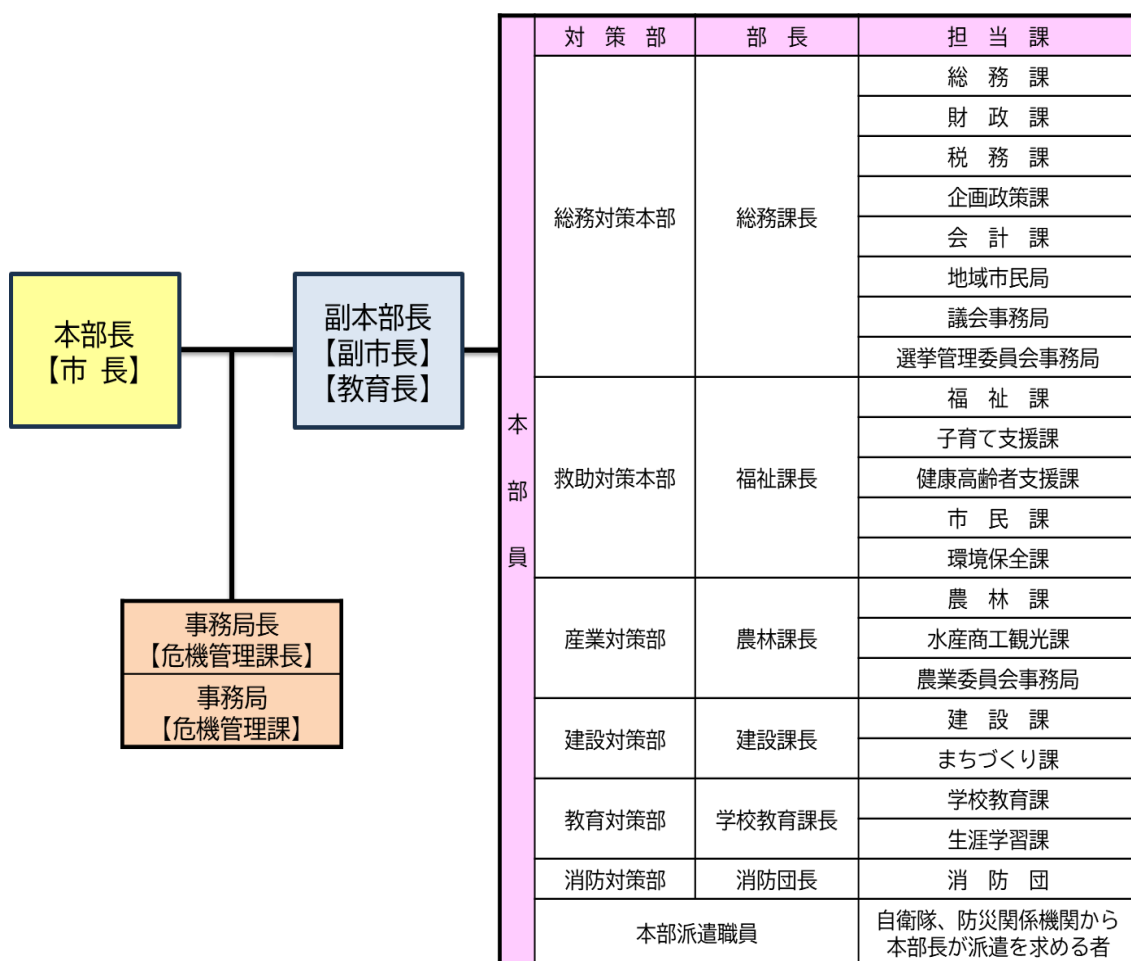 本部長
【市 長】
副本部長
【副市長】
【教育長】
事務局長
【危機管理課長】
事務局
【危機管理課】
本部員
対 策 部 部 長 担 当 課
総務対策本部 総務課長
総 務 課
財 政 課
税 務 課
企画政策課
会 計 課
地域市民局
議会事務局
選挙管理委員会事務局
救助対策本部 福祉課長
福 祉 課
子育て支援課
健康高齢者支援課
市 民 課
環境保全課
産業対策部 農林課長
農 林 課
水産商工観光課
農業委員会事務局
建設対策部 建設課長
建 設 課
まちづくり課
教育対策部 学校教育課長
学校教育課
生涯学習課
消防対策部 消防団長 消 防 団
本部派遣職員
自衛隊、防災関係機関から
本部長が派遣を求める者